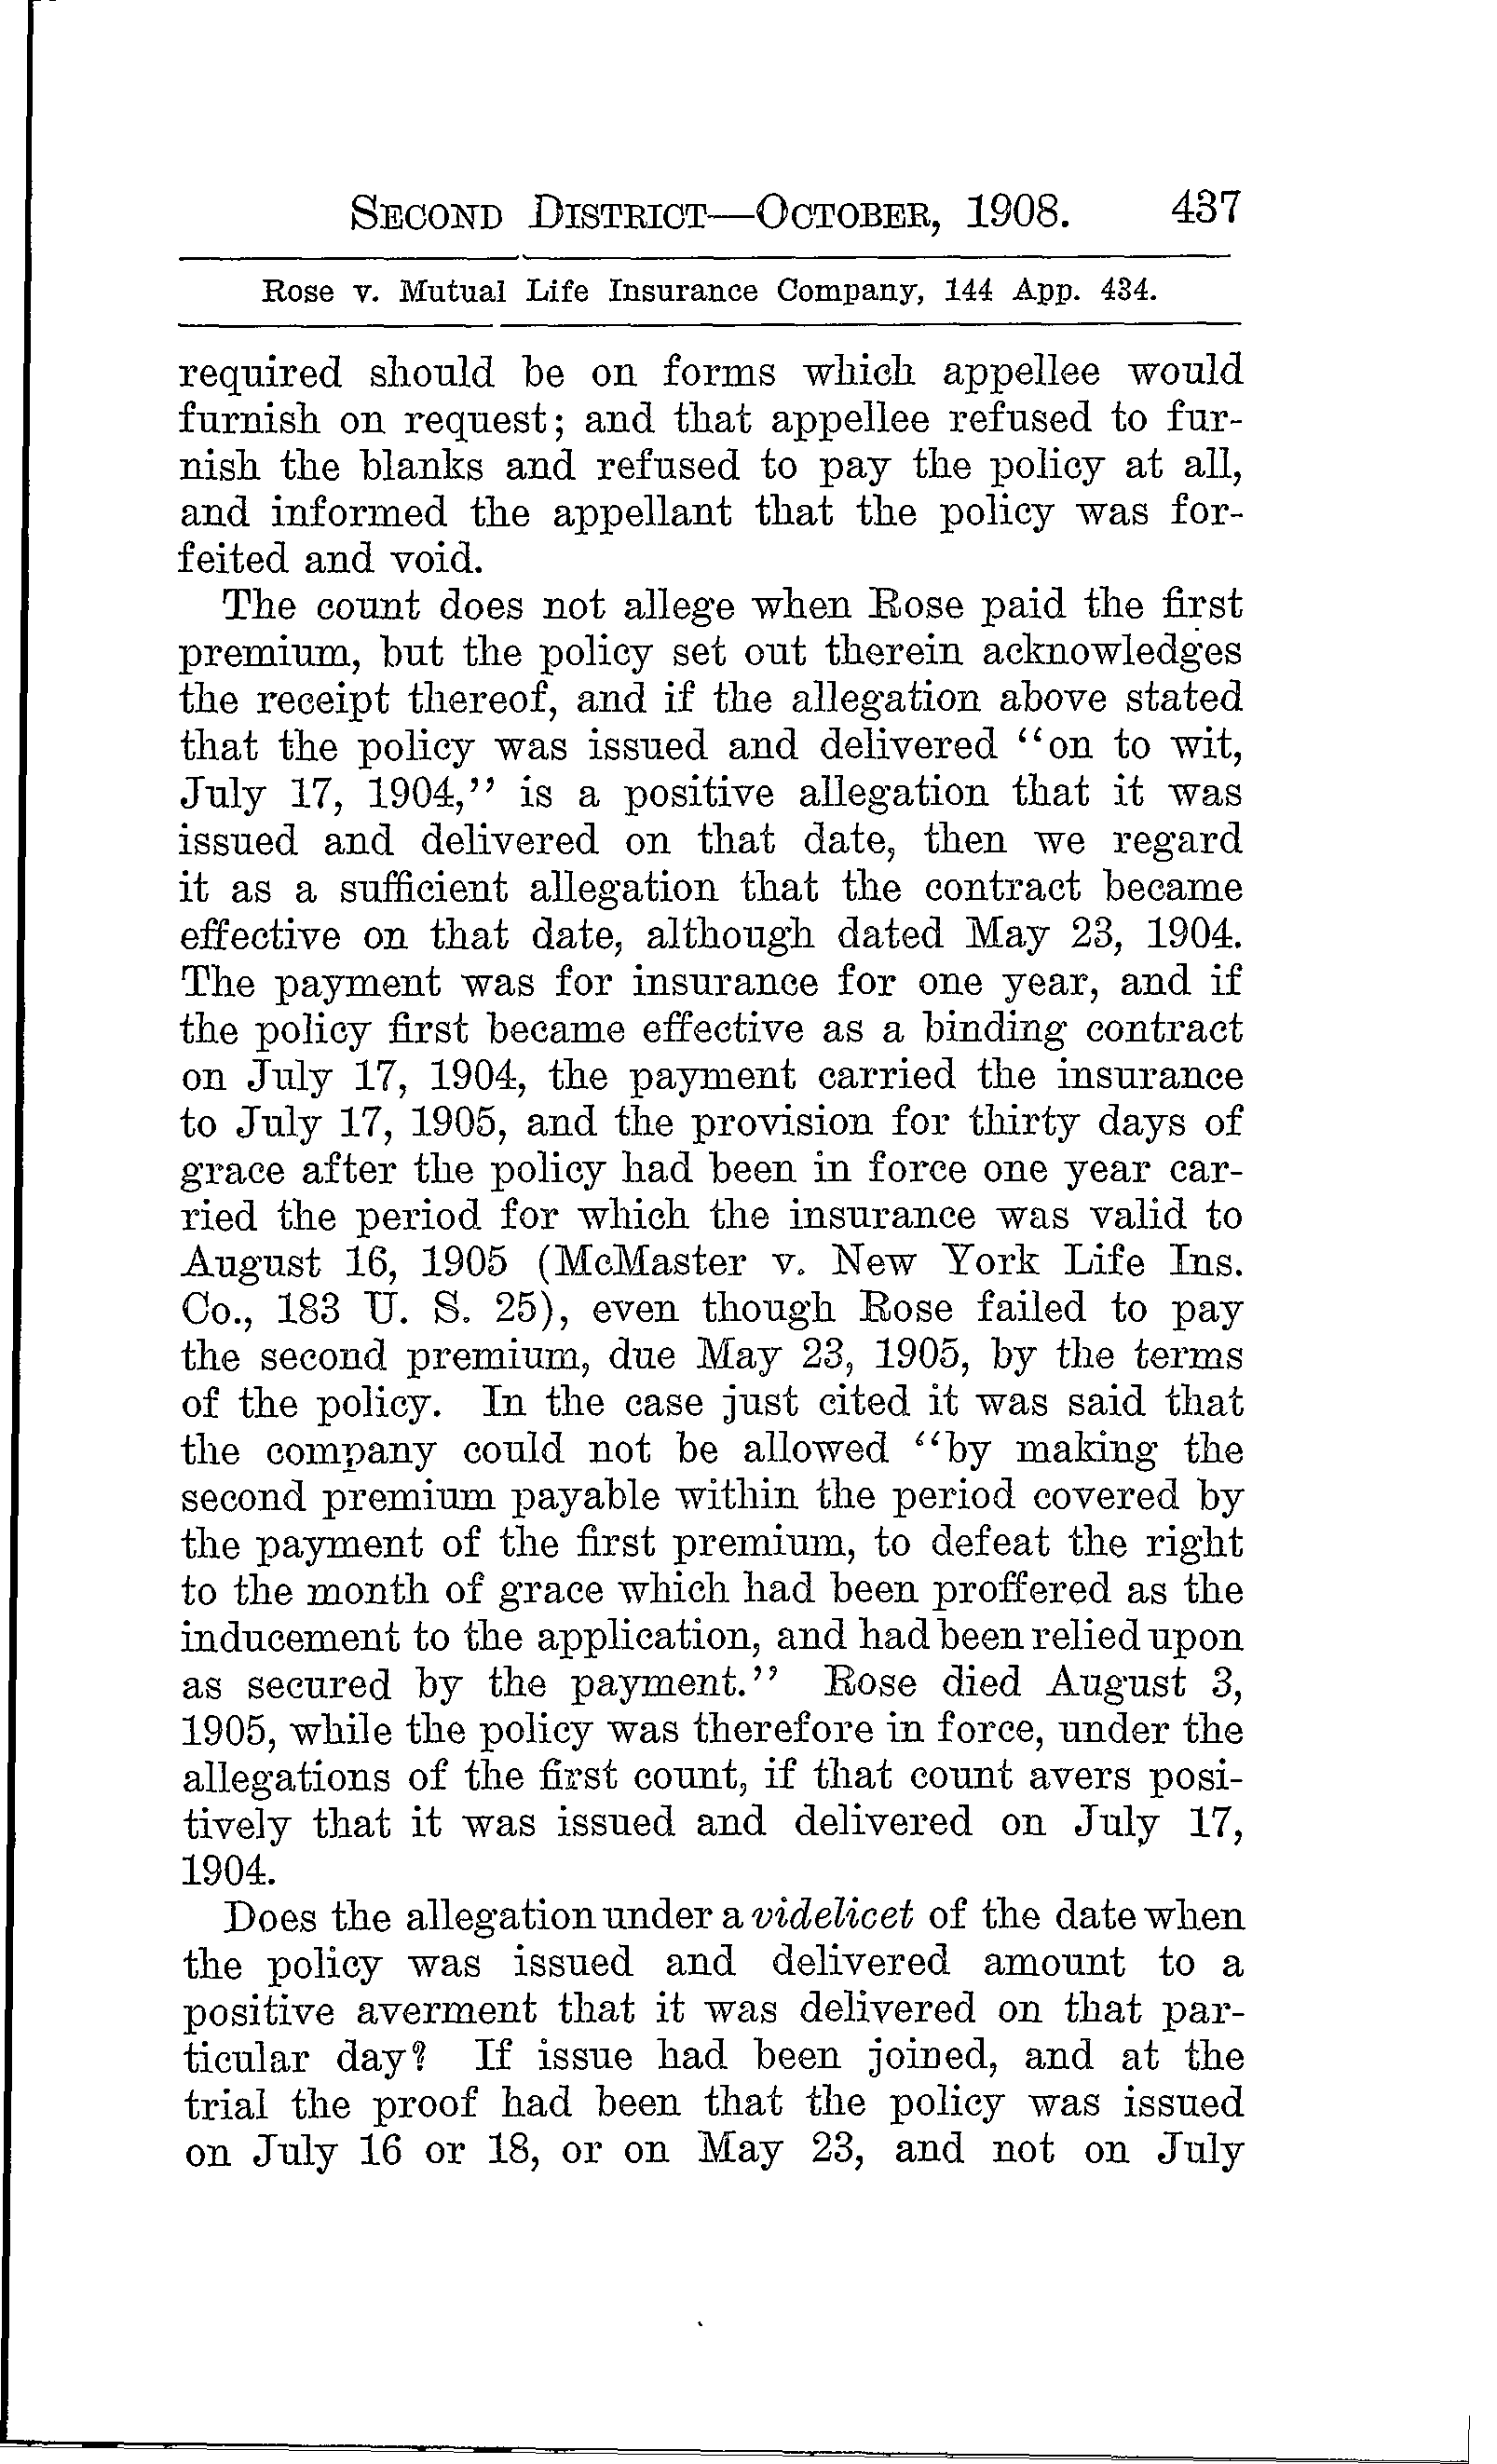 SECOND DISTRICT—OCTOBER, 1908. 437
Rose v. Mutual Life Insurance Company, 144 App. 434.
required should be on forms which appellee would
furnish on request; and that appellee refused to fur-
nish the blanks and refused to pay the policy at all,
and informed the appellant that the policy was for-
feited and void.
The count does not allege when Rose paid the first
premium, but the policy set out therein acknowledges
the receipt thereof, and if the allegation above stated
that the policy was issued and delivered “on to wit,
July 17, 1904,” is a positive allegation that it was
issued and delivered on that date, then we regard
it as a sufficient allegation that the contract became
effective on that date, although dated May 23, 1904.
The payment was for insurance for one year, and if
the policy first became effective as a binding contract
on July 17, 1904, the payment carried the insurance
to July 17, 1905, and the provision for thirty days of
grace after the policy had been in force one year car-
ried the period for which the insurance was valid to
August 16, 1905 (McMaster v. New York Life Ins.
Co., 183 U. S. 25), even though Rose failed to pay
the second premium, due May 23, 1905, by the terms
of the policy. In the case just cited it was said that
the company could not be allowed “by making the
second premium payable within the period covered by
the payment of the first premium, to defeat the right
to the month of grace which had been proffered as the
inducement to the application, and had been relied upon
as secured by the payment.” Rose died August 3,
1905, while the policy was therefore in force, under the
allegations of the first count, if that count avers posi-
tively that it was issued and delivered on July 17,
1904.
Does the allegation under a videlicet of the date when
the policy was issued and delivered amount to a
positive averment that it was delivered on that par-
ticular day? If issue had been joined, and at the
trial the proof had been that the policy was issued
on July 16 or 18, or on May 23, and not on July